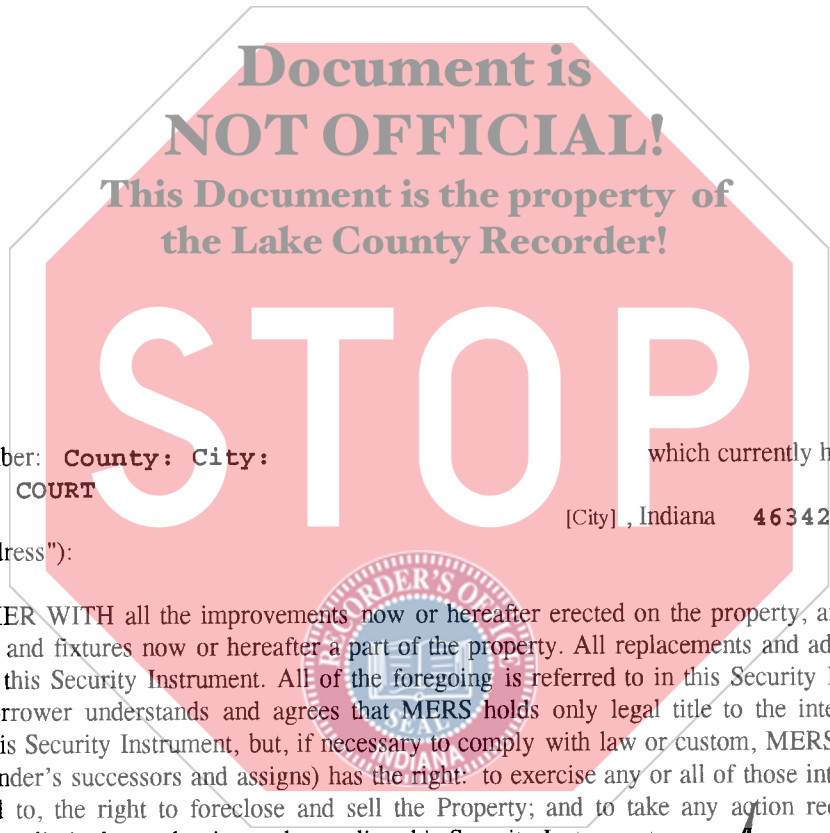 Document is
NOT OFFICIAL!
This Document is the property of
the Lake County Recorder!
STOP
ber: County: City: which currently h
COURT
[City] , Indiana 46342
dress"):
ER WITH all the improvements now or hereafter erected on the property, a
and fixtures now or hereafter a part of the property. All replacements and ad
this Security Instrument. All of the foregoing is referred to in this Security
rrower understands and agrees that MERS holds only legal title to the inte
is Security Instrument, but, if necessary to comply with law or custom, MERS
nder's successors and assigns) has the right: to exercise any or all of those int
to, the right to foreclose and sell the Property; and to take any action req
RECORDER'S OFFICE
SEAL
INDIANA